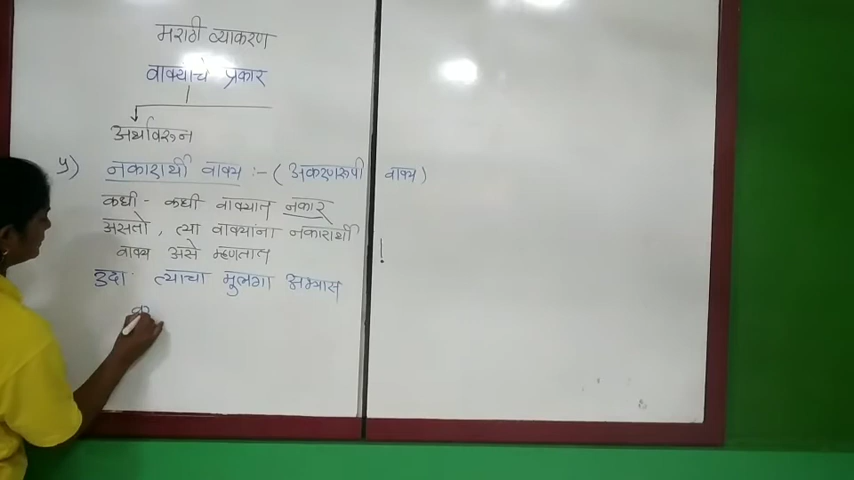 मराठी व्याकरण
वाक्याचे प्रकार
अर्थावरून
५) नकारार्थी वाक्य :- (अकरणरूपी वाक्य)
कधी - कधी वाक्यात नकार
असतो, त्या वाक्यांना नकारार्थी
वाक्य असे म्हणतात !
उदा. त्याचा मुलगा अभ्यास